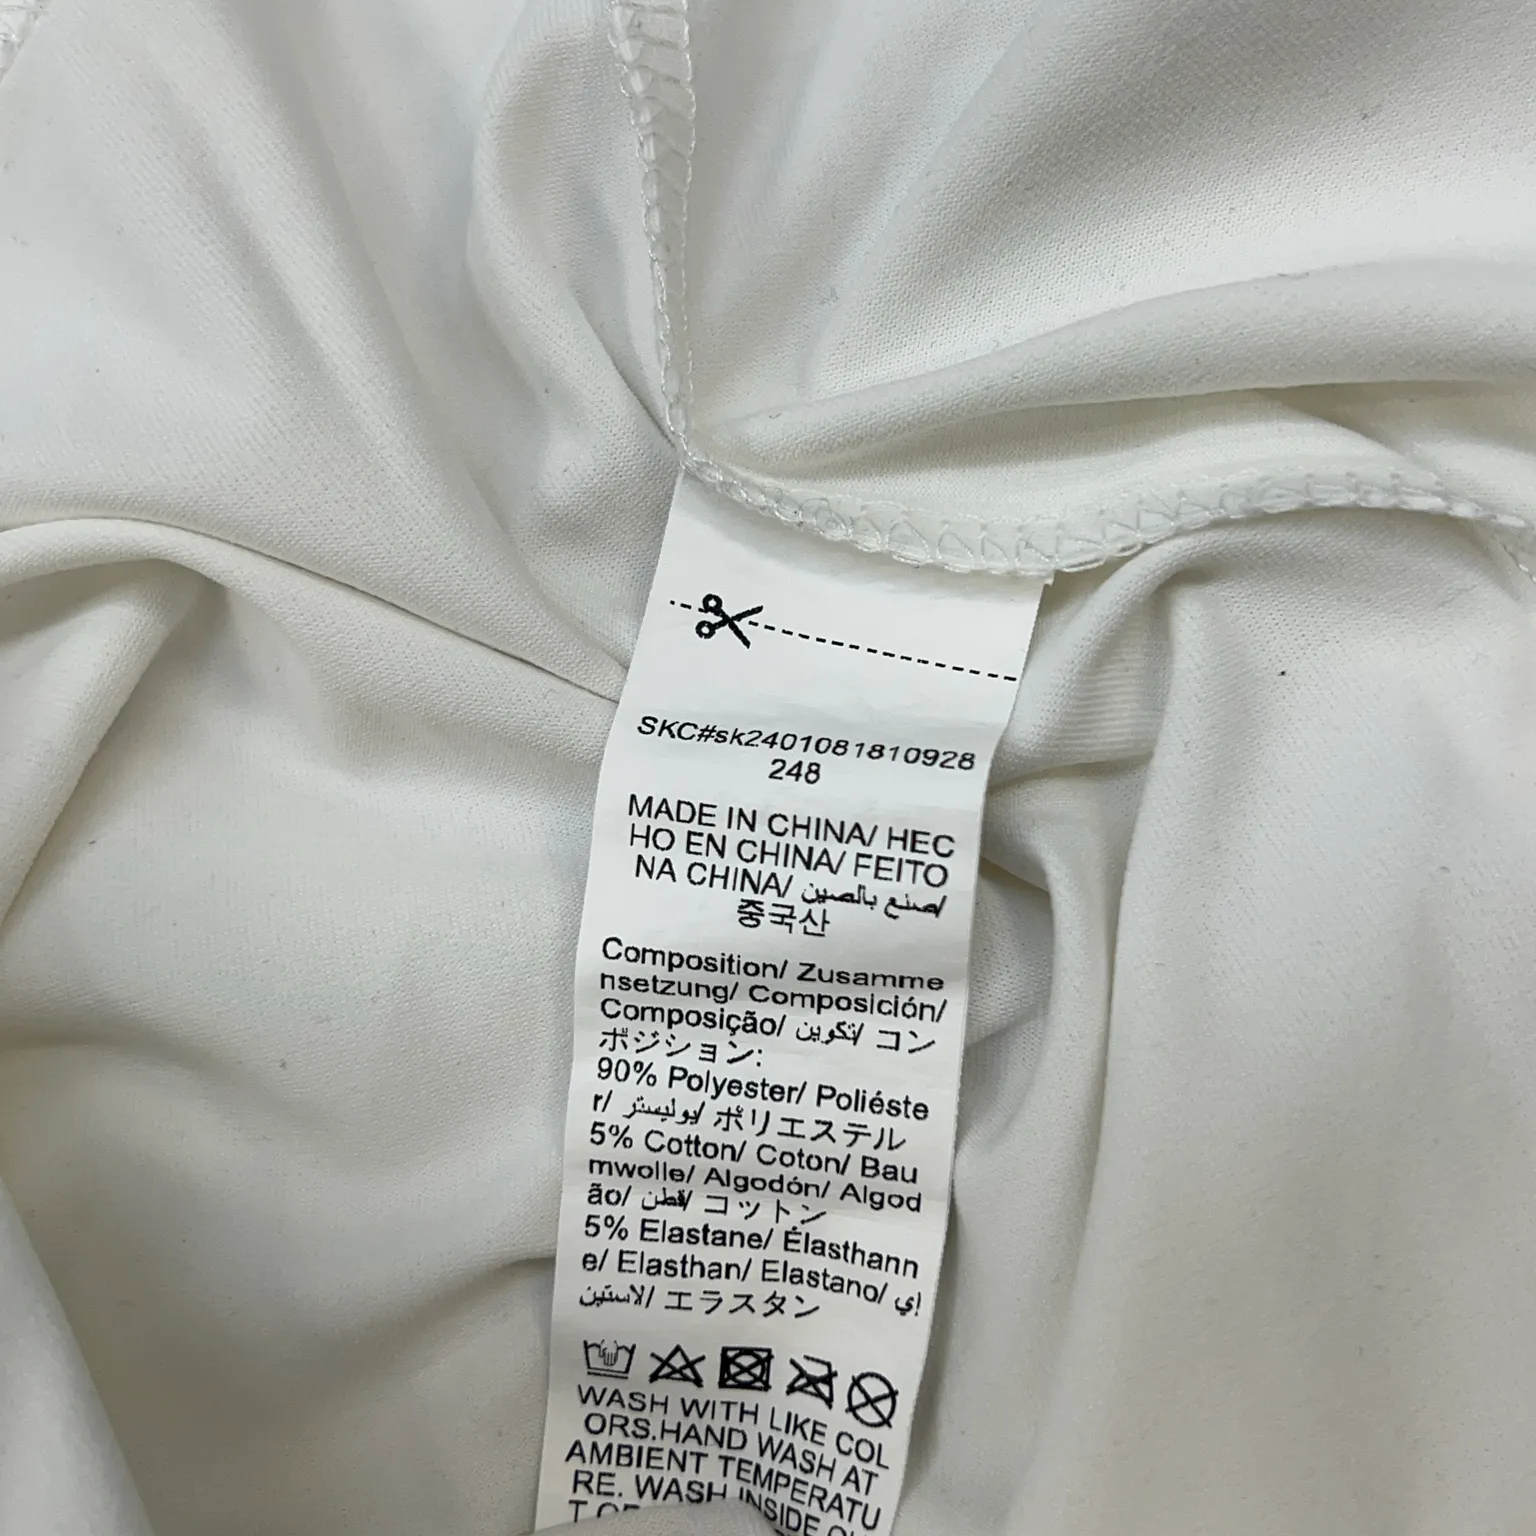 SKC#sk2401081810928
248
MADE IN CHINA/ HEC
HO EN CHINA/ FEITO
NA CHINA/ صنع بالصين/
중국산
Composition/ Zusamme
nsetzung/ Composición/
Composição/ تكوين/ コン
ポジション:
90% Polyester/ Poliéste
r/ بوليستر/ ポリエステル
5% Cotton/ Coton/ Bau
mwolle/ Algodón/ Algod
ão/ قطن/ コットン
5% Elastane/ Élasthann
e/ Elasthan/ Elastano/ إي
لاستين/ エラスタン
WASH WITH LIKE COL
ORS.HAND WASH AT
AMBIENT TEMPERATU
RE. WASH INSIDE OU
T OF